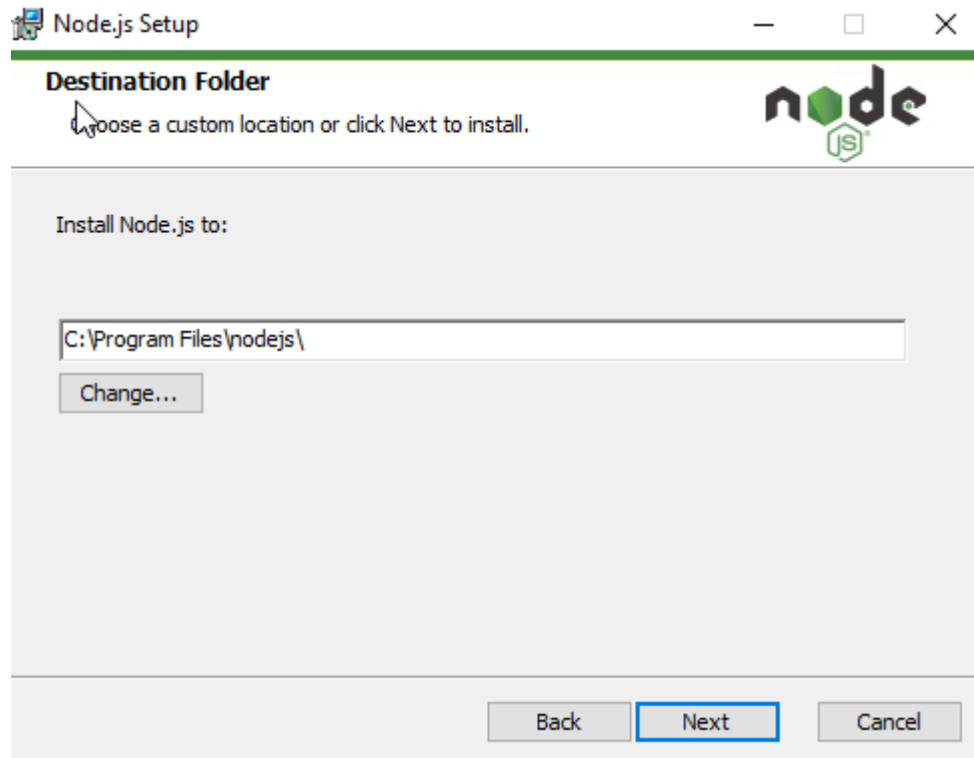 Node.js Setup
Destination Folder
Choose a custom location or click Next to install.
node
JS
Install Node.js to:
C:\Program Files\nodejs\
Change...
Back Next Cancel